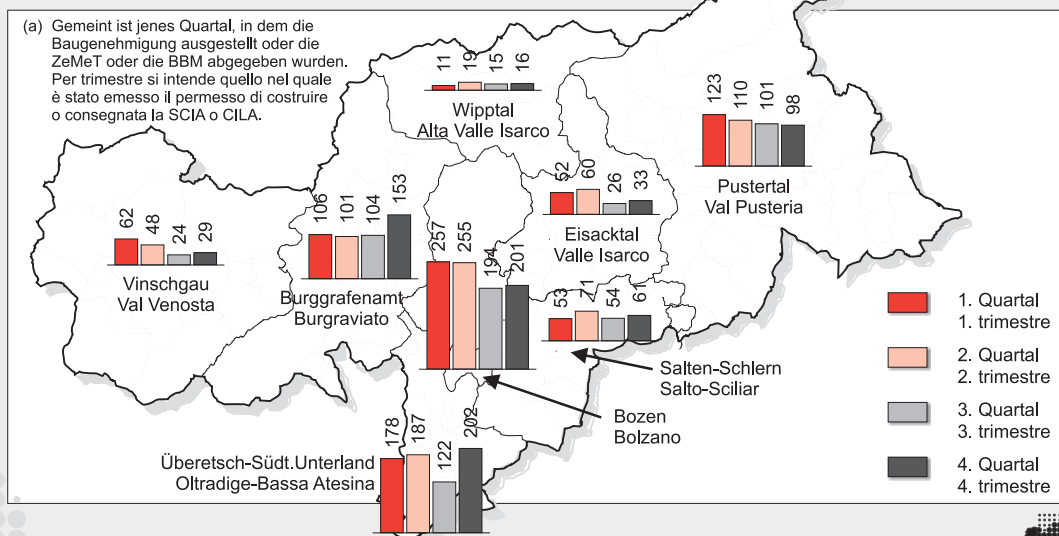 (a) Gemeint ist jenes Quartal, in dem die
Baugenehmigung ausgestellt oder die
ZeMeT oder die BBM abgegeben wurden.
Per trimestre si intende quello nel quale
è stato emesso il permesso di costruire
o consegnata la SCIA o CILA.
11 19 15 16
Wipptal
Alta Valle Isarco
123 110 101 98
Pustertal
Val Pusteria
52 60 26 33
Eisacktal
Valle Isarco
62 48 24 29
Vinschgau
Val Venosta
106 101 104 153
Burggrafenamt
Burgraviato
257 255 194 201
53 71 54 61
Salten-Schlern
Salto-Sciliar
Bozen
Bolzano
178 187 122 202
Überetsch-Südt.Unterland
Oltradige-Bassa Atesina
1. Quartal
1. trimestre
2. Quartal
2. trimestre
3. Quartal
3. trimestre
4. Quartal
4. trimestre